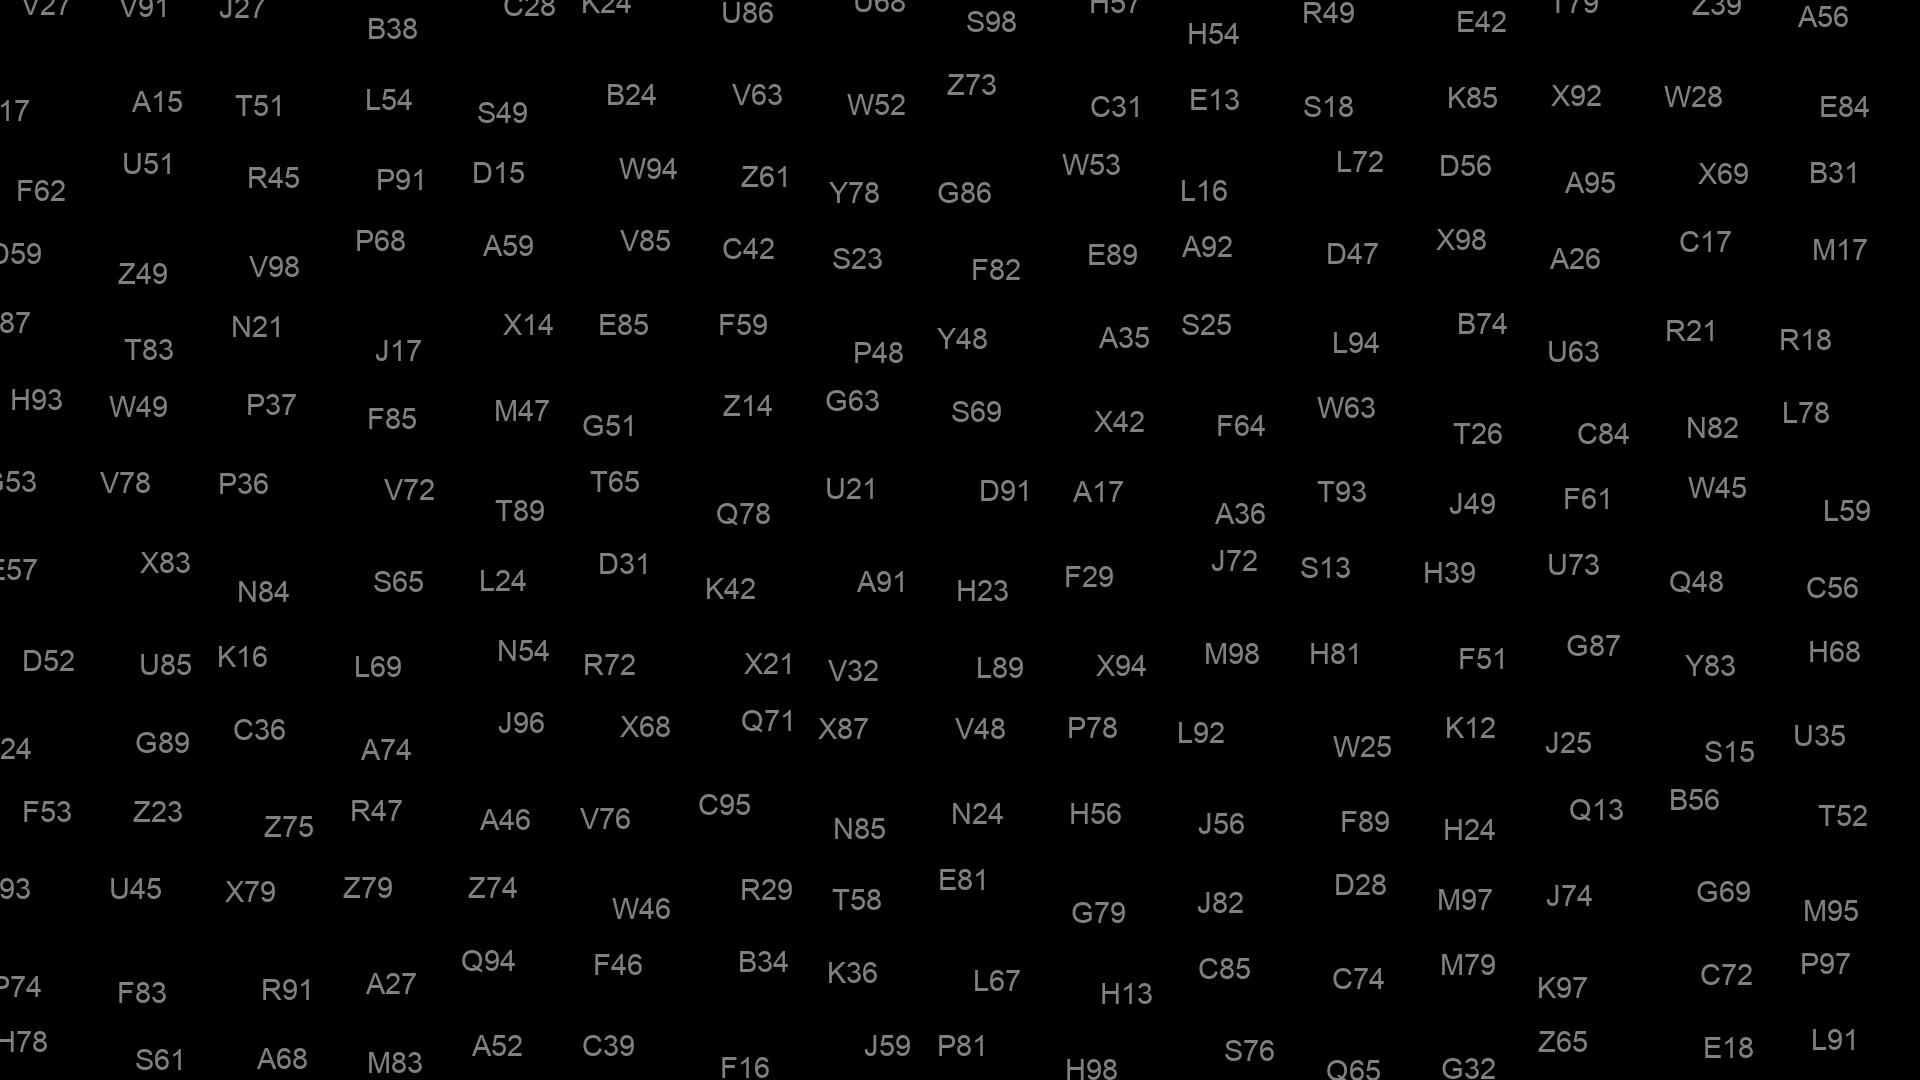 V27 V91 J27 B38 C28 K24 U86 U68 S98 H57 H54 R49 E42 T79 Z39 A56
17 A15 T51 L54 S49 B24 V63 W52 Z73 C31 E13 S18 K85 X92 W28 E84
F62 U51 R45 P91 D15 W94 Z61 Y78 G86 W53 L16 L72 D56 A95 X69 B31
D59 Z49 V98 P68 A59 V85 C42 S23 F82 E89 A92 D47 X98 A26 C17 M17
87 T83 N21 J17 X14 E85 F59 P48 Y48 A35 S25 L94 B74 U63 R21 R18
H93 W49 P37 F85 M47 G51 Z14 G63 S69 X42 F64 W63 T26 C84 N82 L78
G53 V78 P36 V72 T89 T65 Q78 U21 D91 A17 A36 T93 J49 F61 W45 L59
E57 X83 N84 S65 L24 D31 K42 A91 H23 F29 J72 S13 H39 U73 Q48 C56
D52 U85 K16 L69 N54 R72 X21 V32 L89 X94 M98 H81 F51 G87 Y83 H68
24 G89 C36 A74 J96 X68 Q71 X87 V48 P78 L92 W25 K12 J25 S15 U35
F53 Z23 Z75 R47 A46 V76 C95 N85 N24 H56 J56 F89 H24 Q13 B56 T52
93 U45 X79 Z79 Z74 W46 R29 T58 E81 G79 J82 D28 M97 J74 G69 M95
P74 F83 R91 A27 Q94 F46 B34 K36 L67 H13 C85 C74 M79 K97 C72 P97
H78 S61 A68 M83 A52 C39 F16 J59 P81 H98 S76 Q65 G32 Z65 E18 L91